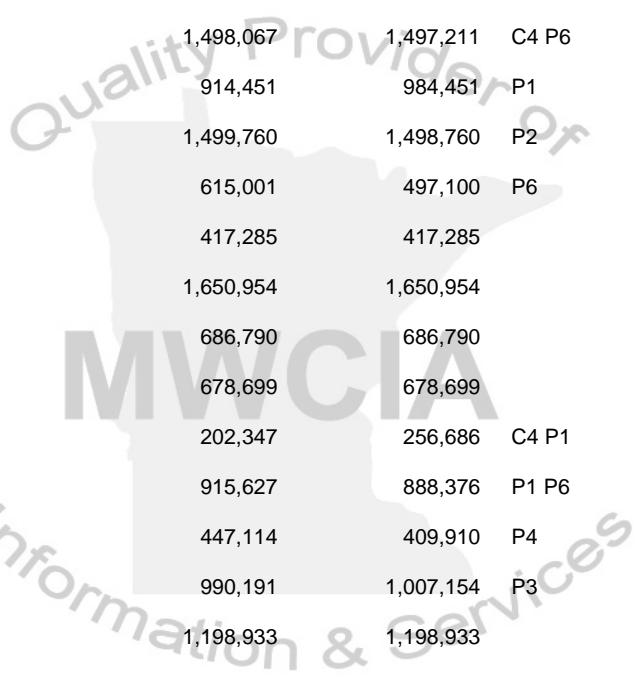 Quality Provider of
1,498,067 1,497,211 C4 P6
914,451 984,451 P1
1,499,760 1,498,760 P2
615,001 497,100 P6
417,285 417,285
1,650,954 1,650,954
686,790 686,790
MWCIA
678,699 678,699
202,347 256,686 C4 P1
915,627 888,376 P1 P6
447,114 409,910 P4
990,191 1,007,154 P3
1,198,933 1,198,933
Information & Services